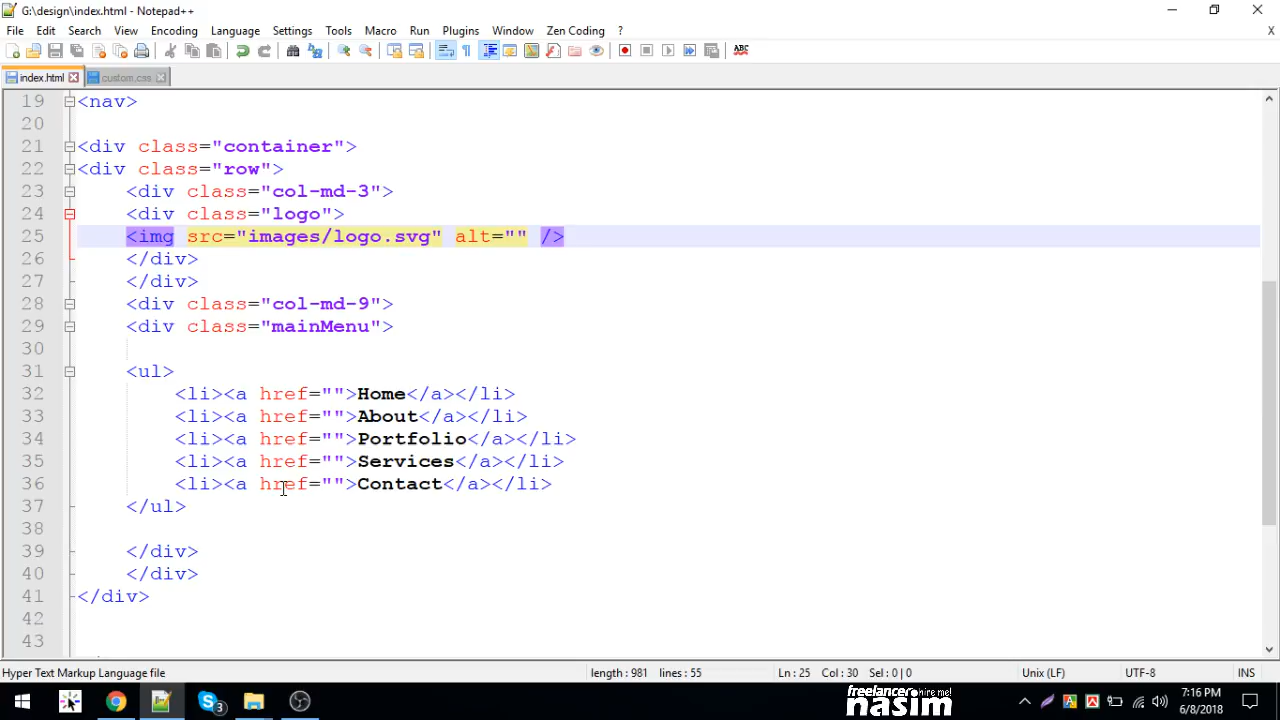 G:\design\index.html - Notepad++
File Edit Search View Encoding Language Settings Tools Macro Run Plugins Window Zen Coding ? X
index.html custom.css
19 <nav>
20
21 <div class="container">
22 <div class="row">
23 <div class="col-md-3">
24 <div class="logo">
25 <img src="images/logo.svg" alt="" />
26 </div>
27 </div>
28 <div class="col-md-9">
29 <div class="mainMenu">
30
31 <ul>
32 <li><a href="">Home</a></li>
33 <li><a href="">About</a></li>
34 <li><a href="">Portfolio</a></li>
35 <li><a href="">Services</a></li>
36 <li><a href="">Contact</a></li>
37 </ul>
38
39 </div>
40 </div>
41 </div>
42
43
Hyper Text Markup Language file length : 981 lines : 55 Ln : 25 Col : 30 Sel : 0 | 0 Unix (LF) UTF-8 INS
freelancer hire me!
nasim
7:16 PM
6/8/2018